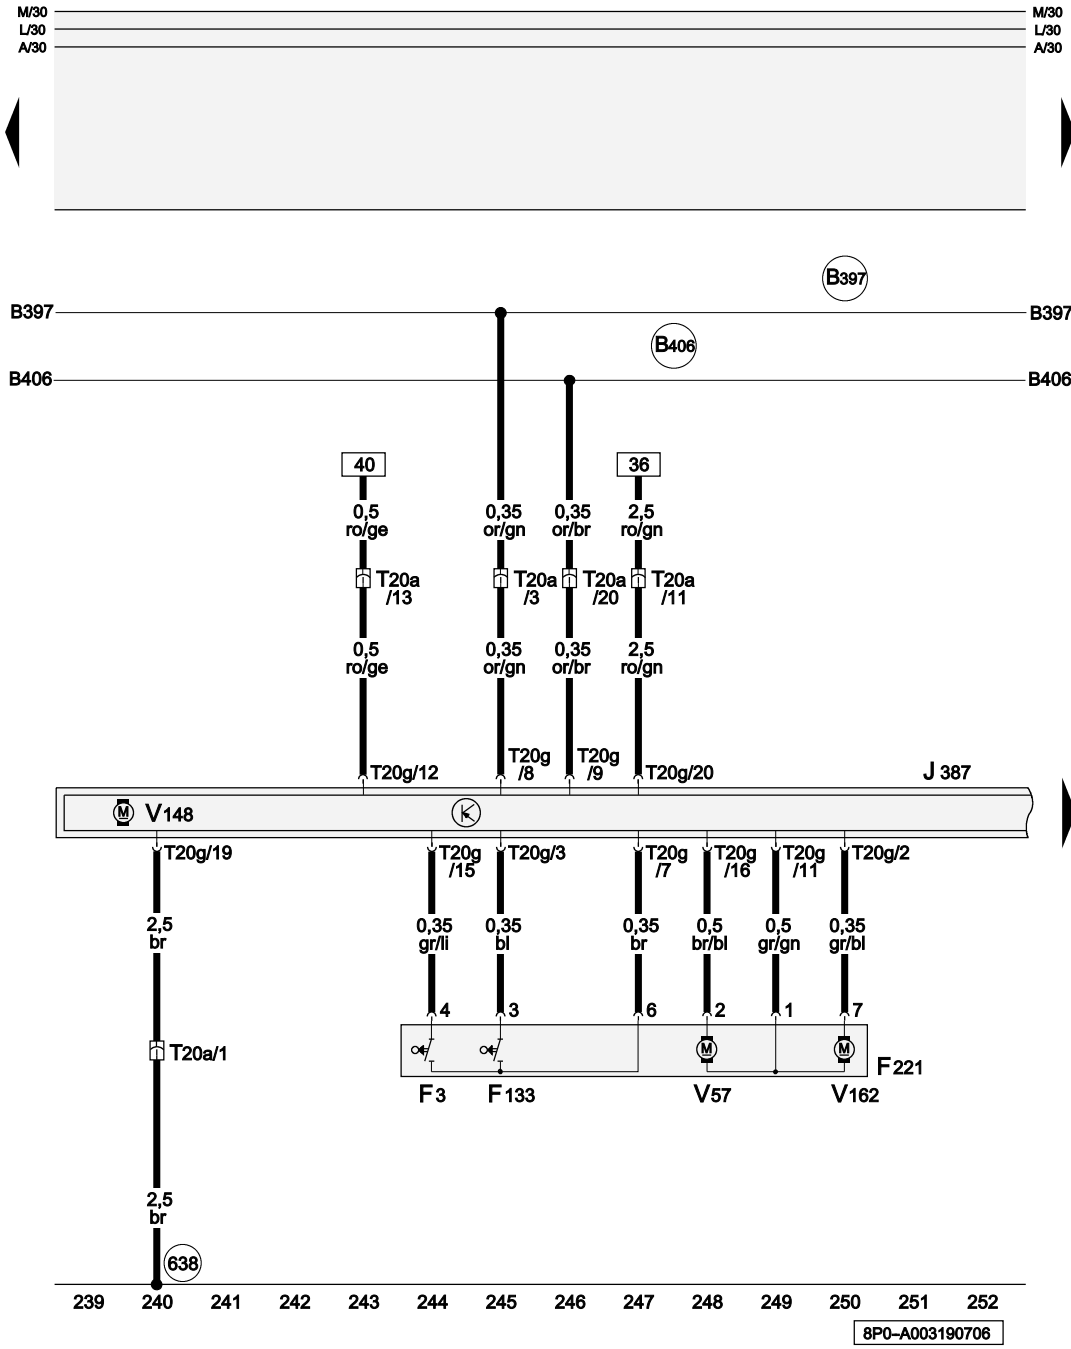 M/30 M/30
L/30 L/30
A/30 A/30
B397
B397 B397
B406
B406 B406
40 36
0,5 0,35 0,35 2,5
ro/ge or/gn or/br ro/gn
T20a T20a T20a T20a
/13 /3 /20 /11
0,5 0,35 0,35 2,5
ro/ge or/gn or/br ro/gn
T20g/12 T20g T20g T20g/20 J 387
/8 /9
M V148
T20g/19 T20g T20g/3 T20g T20g T20g T20g/2
/15 /7 /16 /11
2,5 0,35 0,35 0,35 0,5 0,5 0,35
br gr/li bl br br/bl gr/gn gr/bl
4 3 6 2 1 7
T20a/1 M M
F221
F3 F133 V57 V162
2,5
br
638
239 240 241 242 243 244 245 246 247 248 249 250 251 252
8P0-A003190706